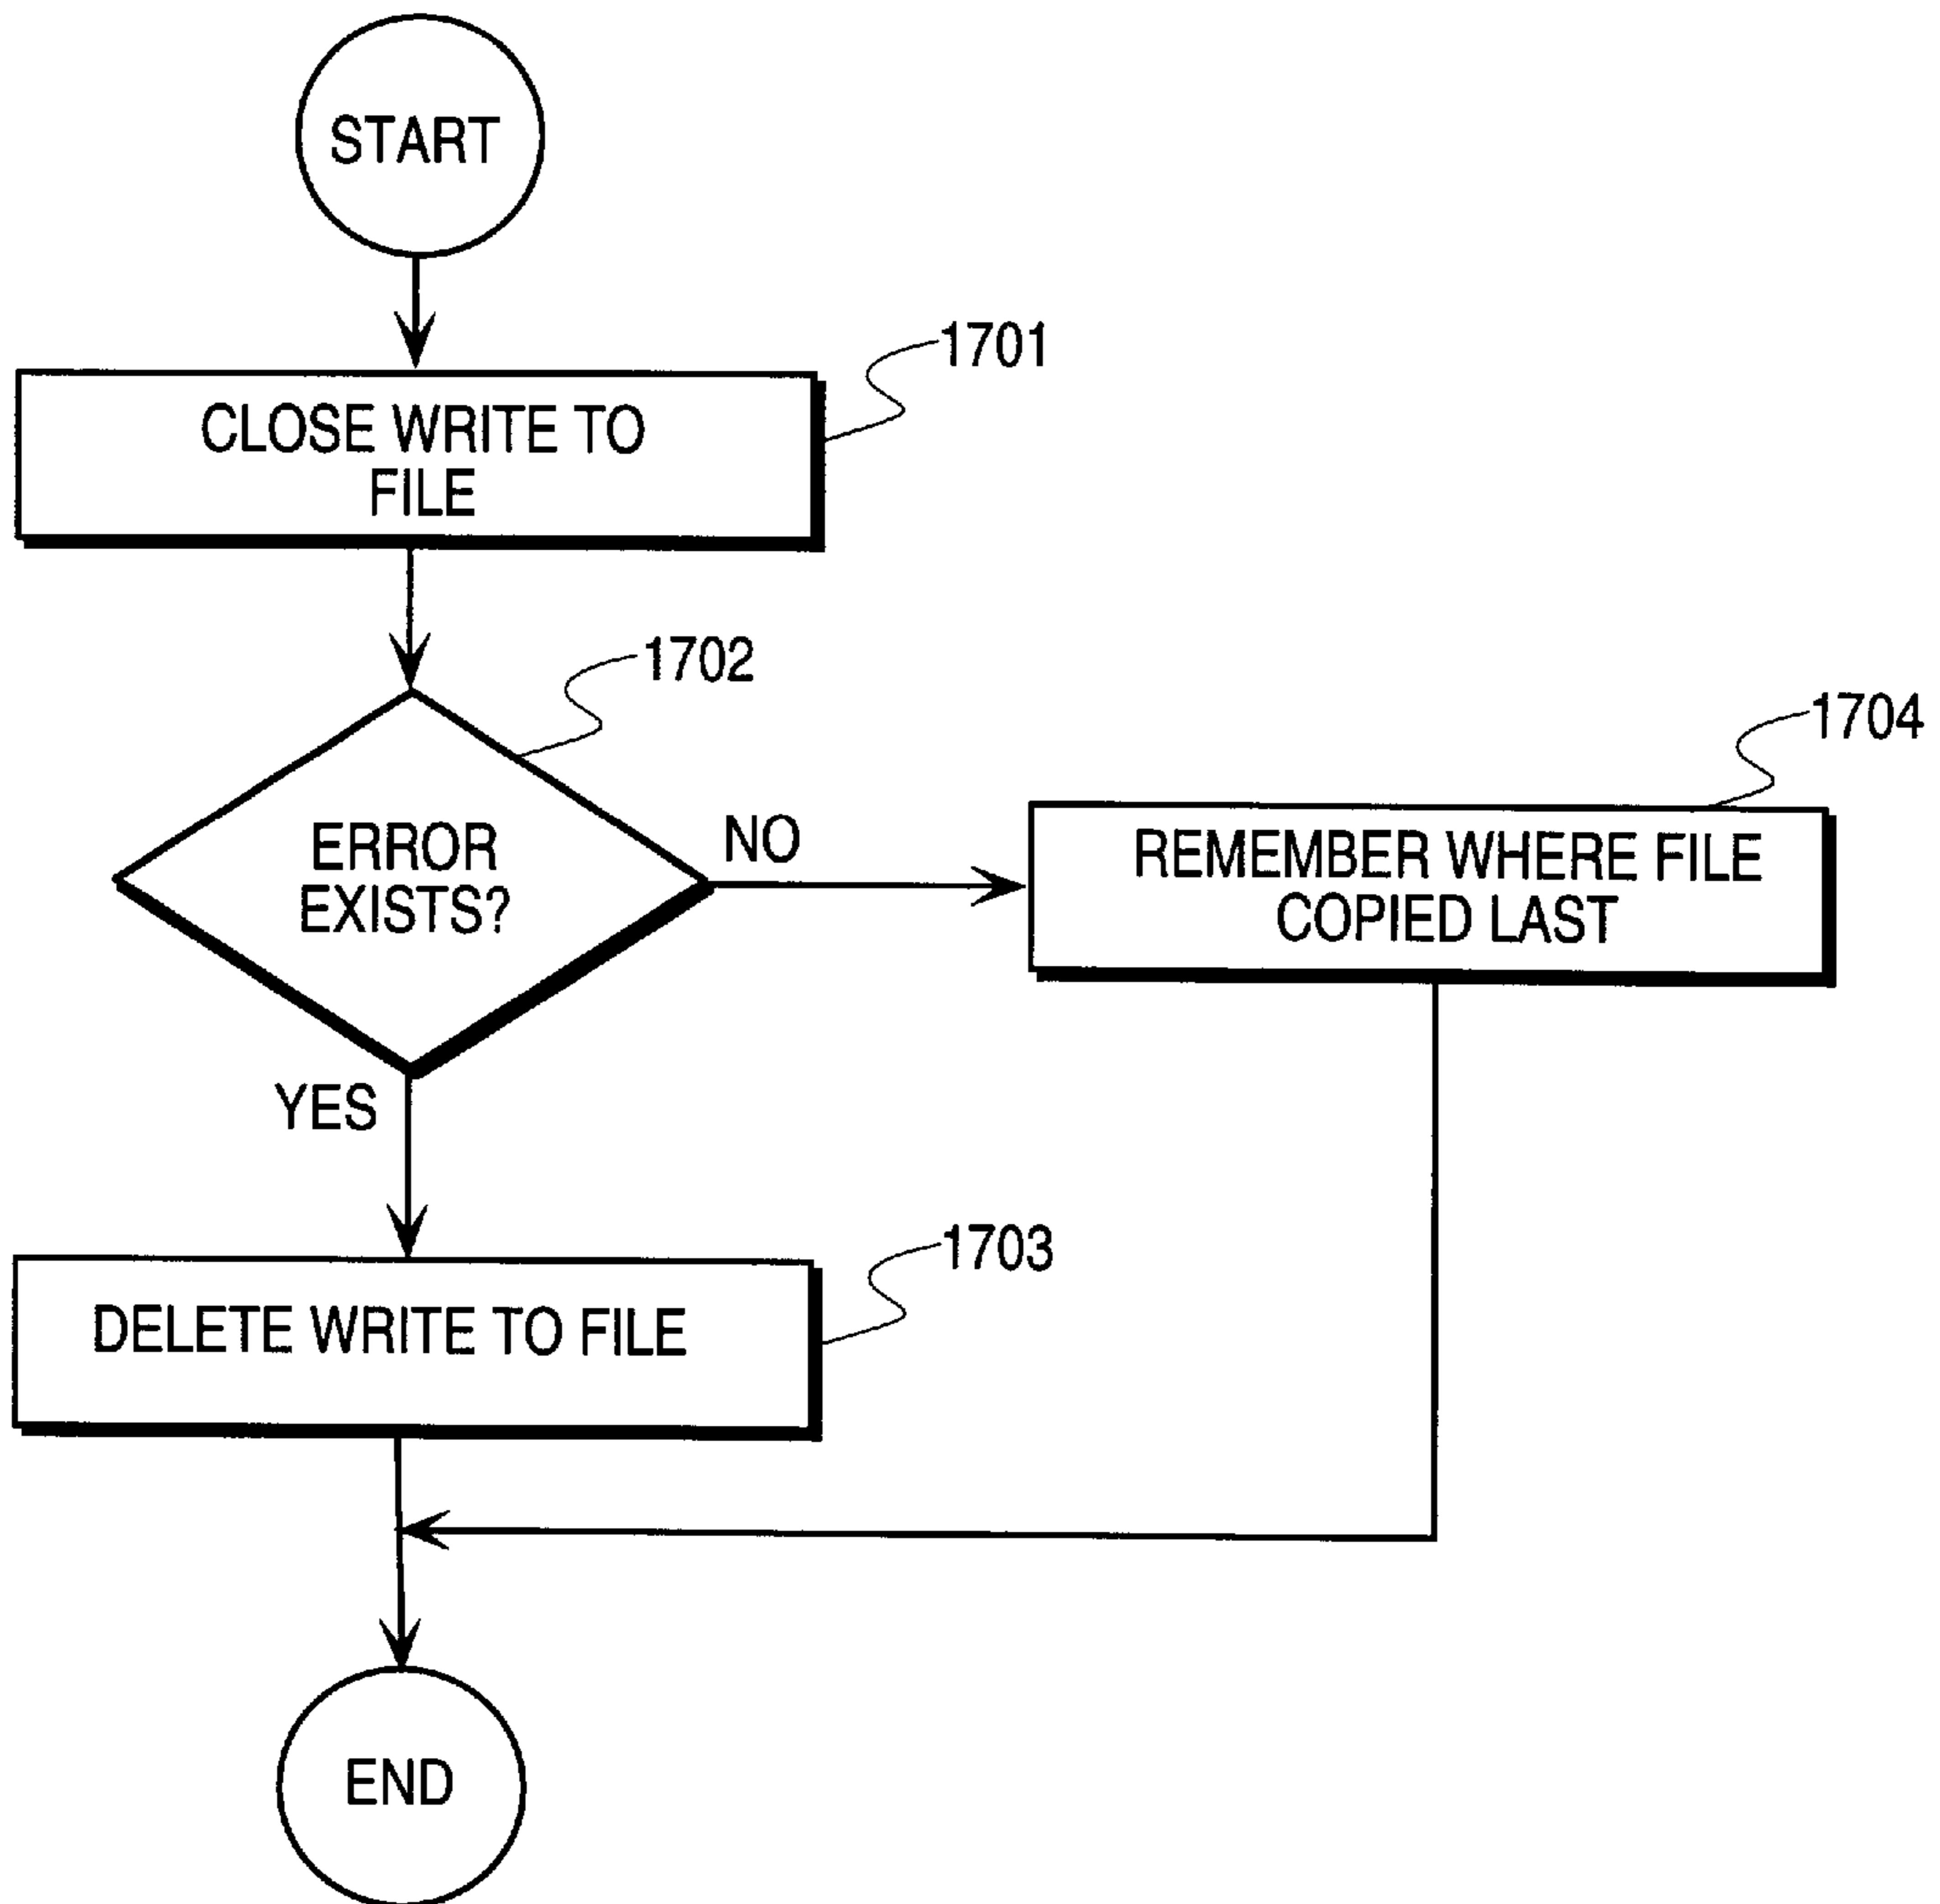 START
1701
CLOSE WRITE TO
FILE
1702
1704
ERROR
EXISTS?
NO
REMEMBER WHERE FILE
COPIED LAST
YES
1703
DELETE WRITE TO FILE
END